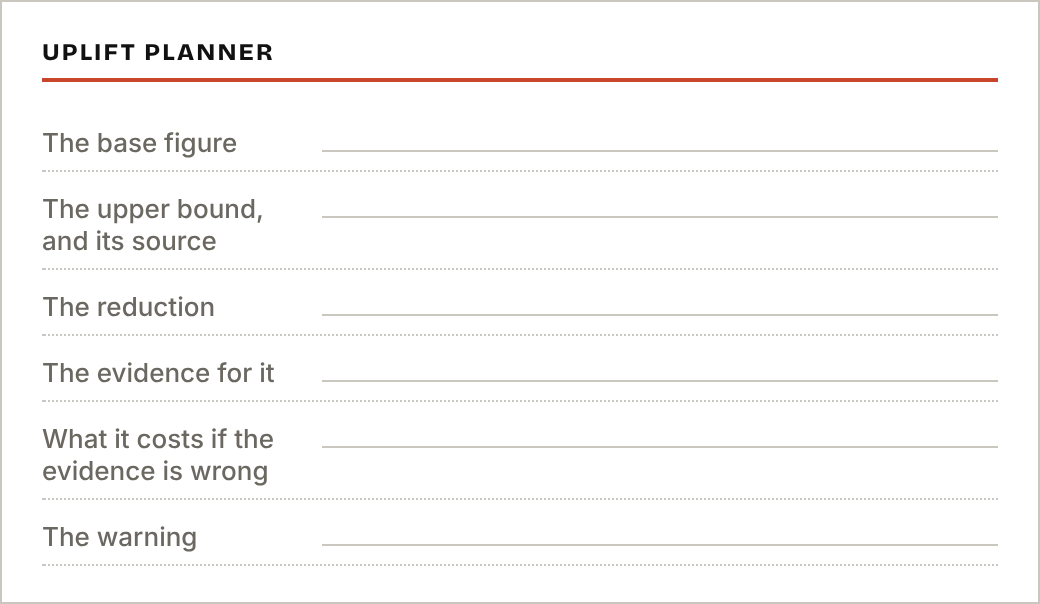 UPLIFT PLANNER
The base figure
The upper bound,
and its source
The reduction
The evidence for it
What it costs if the
evidence is wrong
The warning